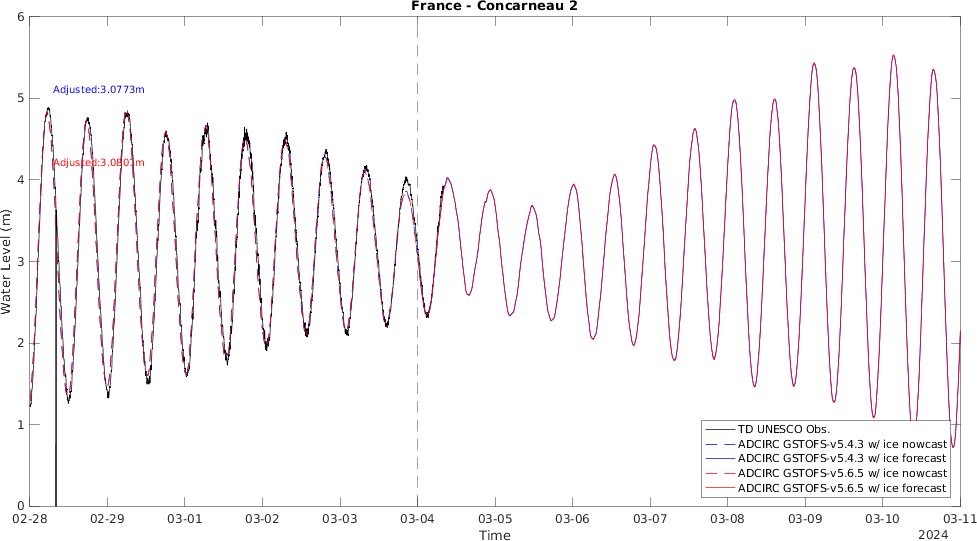 France - Concarneau 2
Water Level (m)
6
5
4
3
2
1
0
Adjusted:3.0773m
Adjusted:3.0801m
TD UNESCO Obs.
ADCIRC GSTOFS-v5.4.3 w/ ice nowcast
ADCIRC GSTOFS-v5.4.3 w/ ice forecast
ADCIRC GSTOFS-v5.6.5 w/ ice nowcast
ADCIRC GSTOFS-v5.6.5 w/ ice forecast
02-28 02-29 03-01 03-02 03-03 03-04 03-05 03-06 03-07 03-08 03-09 03-10 03-11
Time
2024